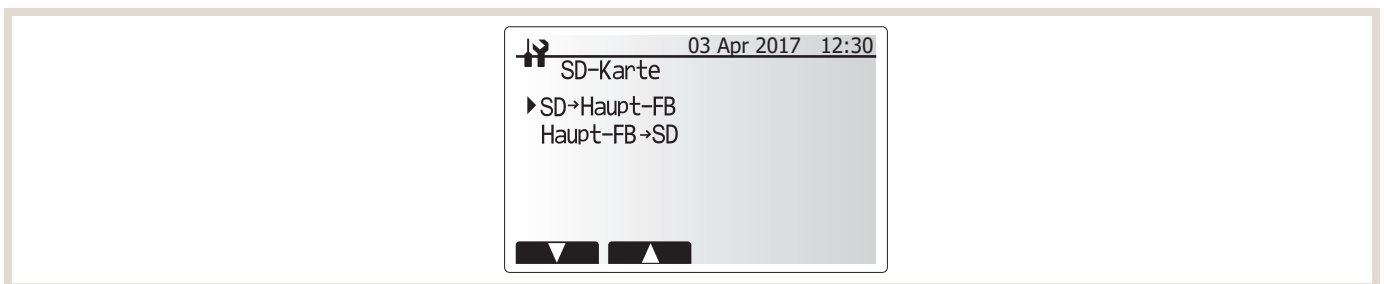 03 Apr 2017 12:30
SD-Karte
SD→Haupt-FB
Haupt-FB→SD